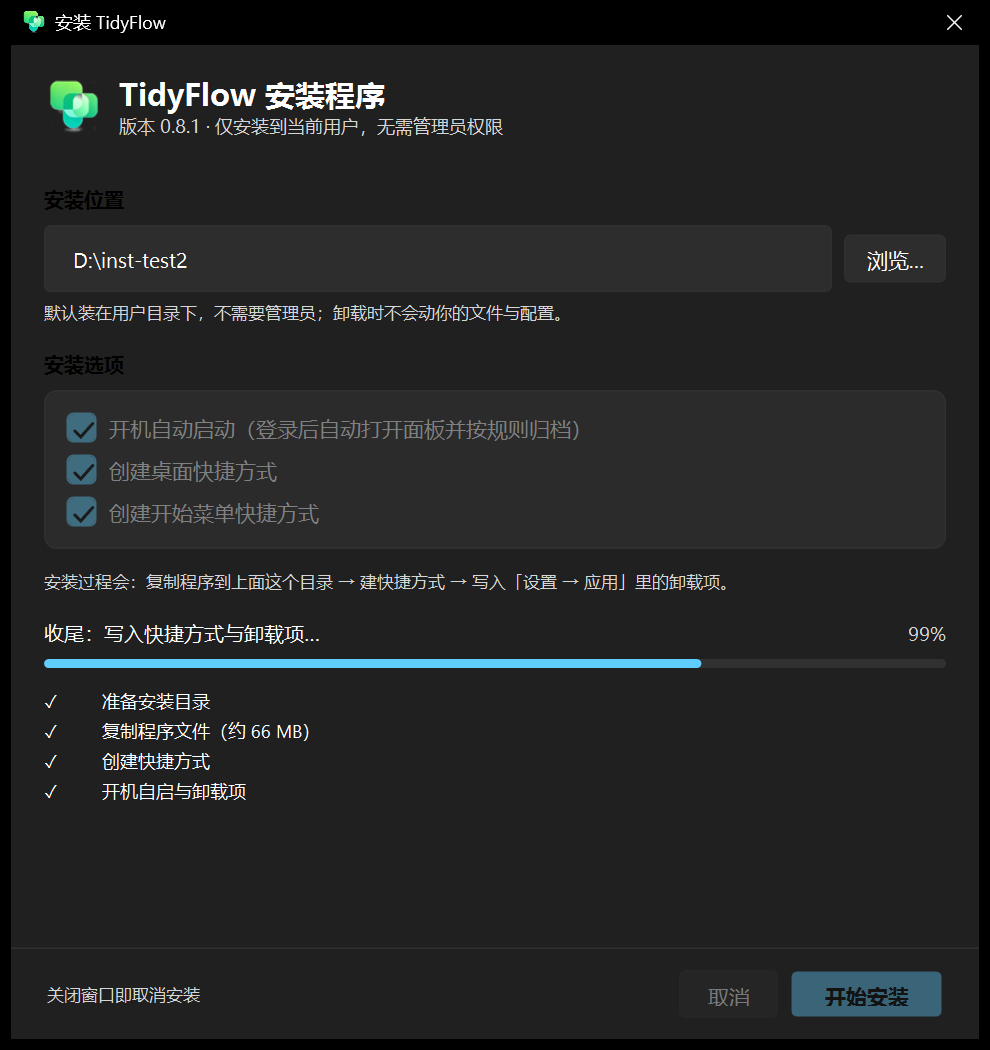 安装 TidyFlow
TidyFlow 安装程序
版本 0.8.1 · 仅安装到当前用户，无需管理员权限
安装位置
D:\inst-test2
浏览...
默认装在用户目录下，不需要管理员；卸载时不会动你的文件与配置。
安装选项
开机自动启动（登录后自动打开面板并按规则归档）
创建桌面快捷方式
创建开始菜单快捷方式
安装过程会：复制程序到上面这个目录 → 建快捷方式 → 写入「设置 → 应用」里的卸载项。
收尾：写入快捷方式与卸载项... 99%
✓ 准备安装目录
✓ 复制程序文件（约 66 MB）
✓ 创建快捷方式
✓ 开机自启与卸载项
关闭窗口即取消安装
取消
开始安装